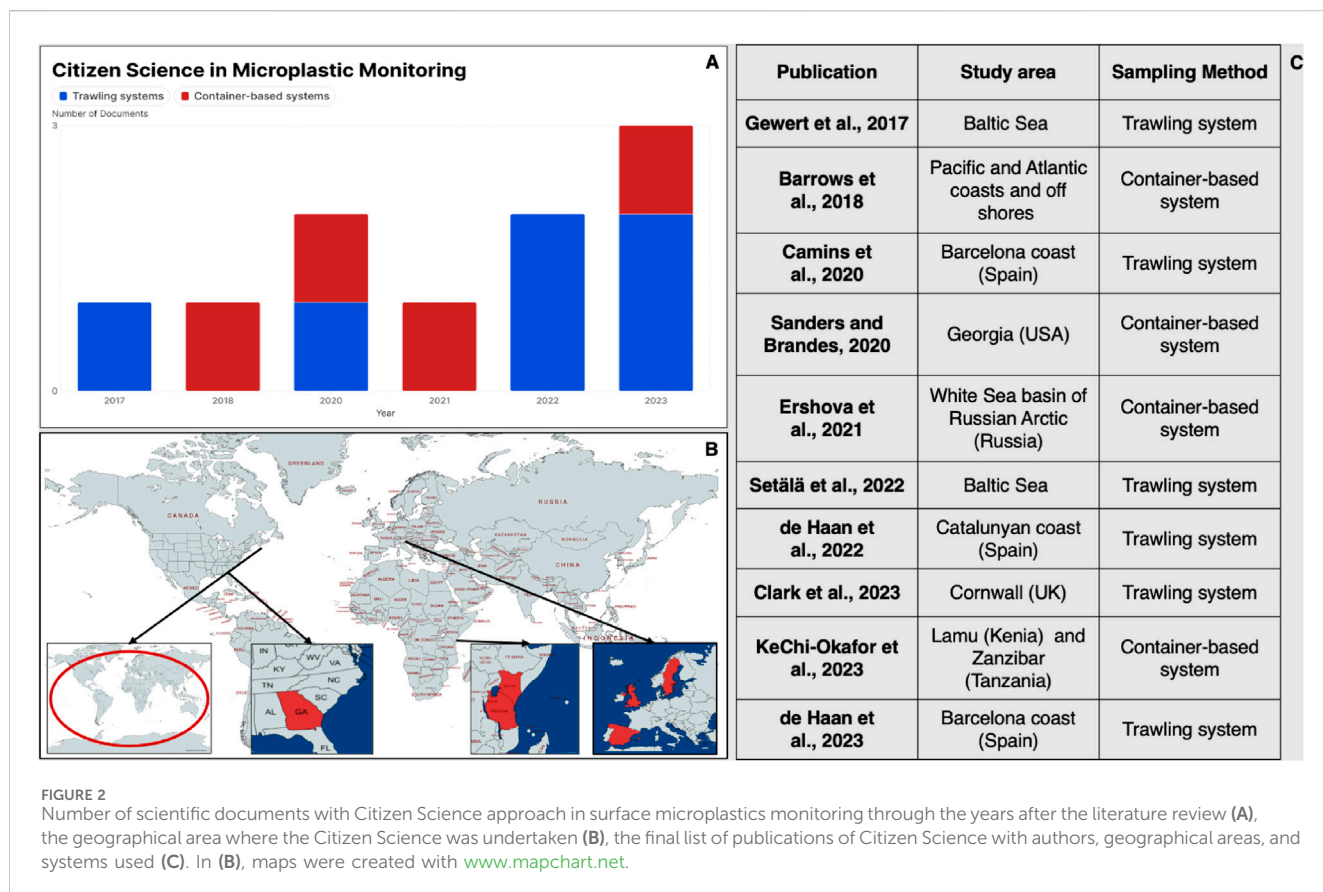 Citizen Science in Microplastic Monitoring
A
Trawling systems
Container-based systems
Number of Documents
3
0
2017
2018
2020
2021
2022
2023
Year
B
GREENLAND
CANADA
RUSSIA
KAZAKHSTAN
MONGOLIA
CHINA
MEXICO
ALGERIA
LIBYA
EGYPT
SOUTH AFRICA
INDONESIA
IN
WV
KY
VA
TN
NC
SC
AL
GA
FL
C
Publication
Study area
Sampling Method
Gewert et al., 2017
Baltic Sea
Trawling system
Barrows et
al., 2018
Pacific and Atlantic
coasts and off
shores
Container-based
system
Camins et
al., 2020
Barcelona coast
(Spain)
Trawling system
Sanders and
Brandes, 2020
Georgia (USA)
Container-based
system
Ershova et
al., 2021
White Sea basin of
Russian Arctic
(Russia)
Container-based
system
Setälä et al., 2022
Baltic Sea
Trawling system
de Haan et
al., 2022
Catalunyan coast
(Spain)
Trawling system
Clark et al., 2023
Cornwall (UK)
Trawling system
KeChi-Okafor
et al., 2023
Lamu (Kenia) and
Zanzibar
(Tanzania)
Container-based
system
de Haan et
al., 2023
Barcelona coast
(Spain)
Trawling system
FIGURE 2
Number of scientific documents with Citizen Science approach in surface microplastics monitoring through the years after the literature review (A),
the geographical area where the Citizen Science was undertaken (B), the final list of publications of Citizen Science with authors, geographical areas, and
systems used (C). In (B), maps were created with www.mapchart.net.